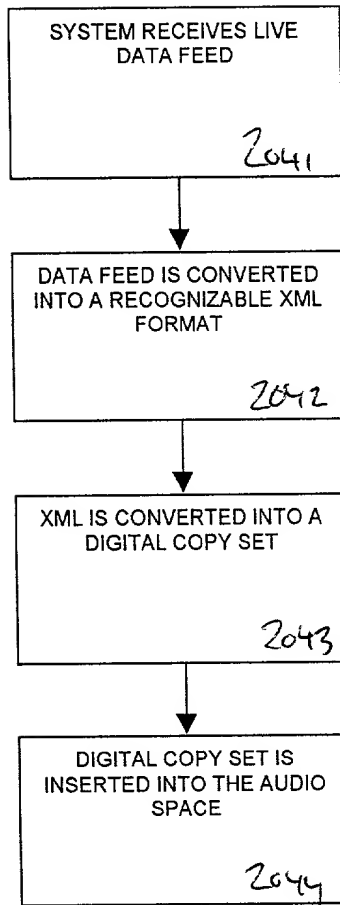 SYSTEM RECEIVES LIVE
DATA FEED
2041
DATA FEED IS CONVERTED
INTO A RECOGNIZABLE XML
FORMAT
2042
XML IS CONVERTED INTO A
DIGITAL COPY SET
2043
DIGITAL COPY SET IS
INSERTED INTO THE AUDIO
SPACE
2044